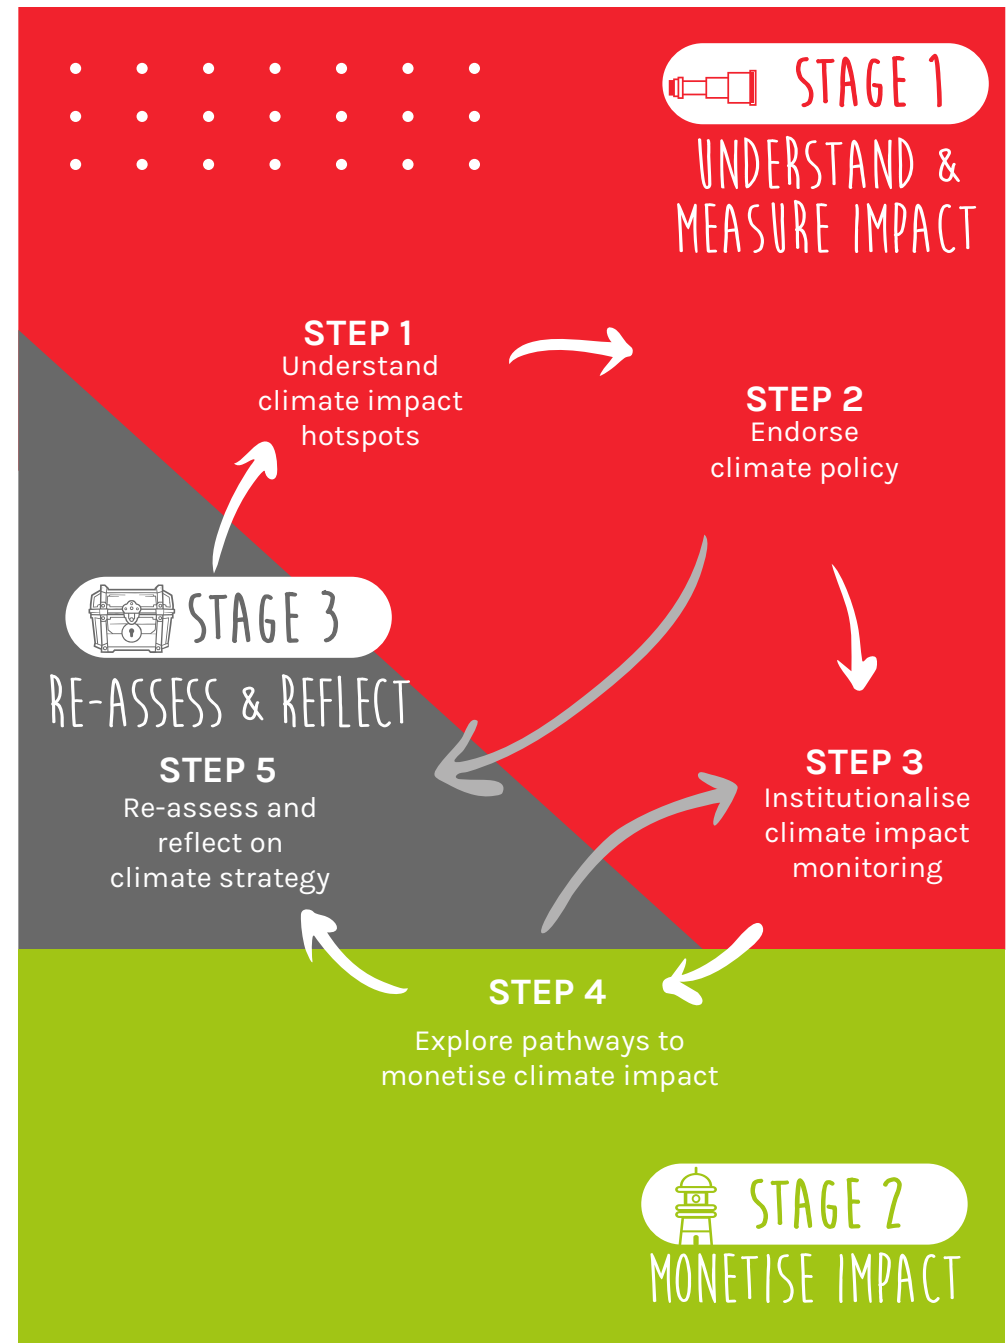 STAGE 1
UNDERSTAND &
MEASURE IMPACT
STEP 1
Understand
climate impact
hotspots
STEP 2
Endorse
climate policy
STAGE 3
RE-ASSESS & REFLECT
STEP 5
Re-assess and
reflect on
climate strategy
STEP 3
Institutionalise
climate impact
monitoring
STEP 4
Explore pathways to
monetise climate impact
STAGE 2
MONETISE IMPACT